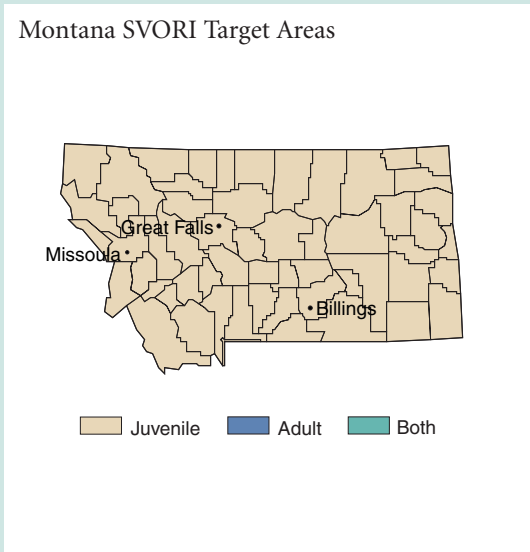 Montana SVORI Target Areas
Great Falls
Missoula
Billings
Juvenile
Adult
Both